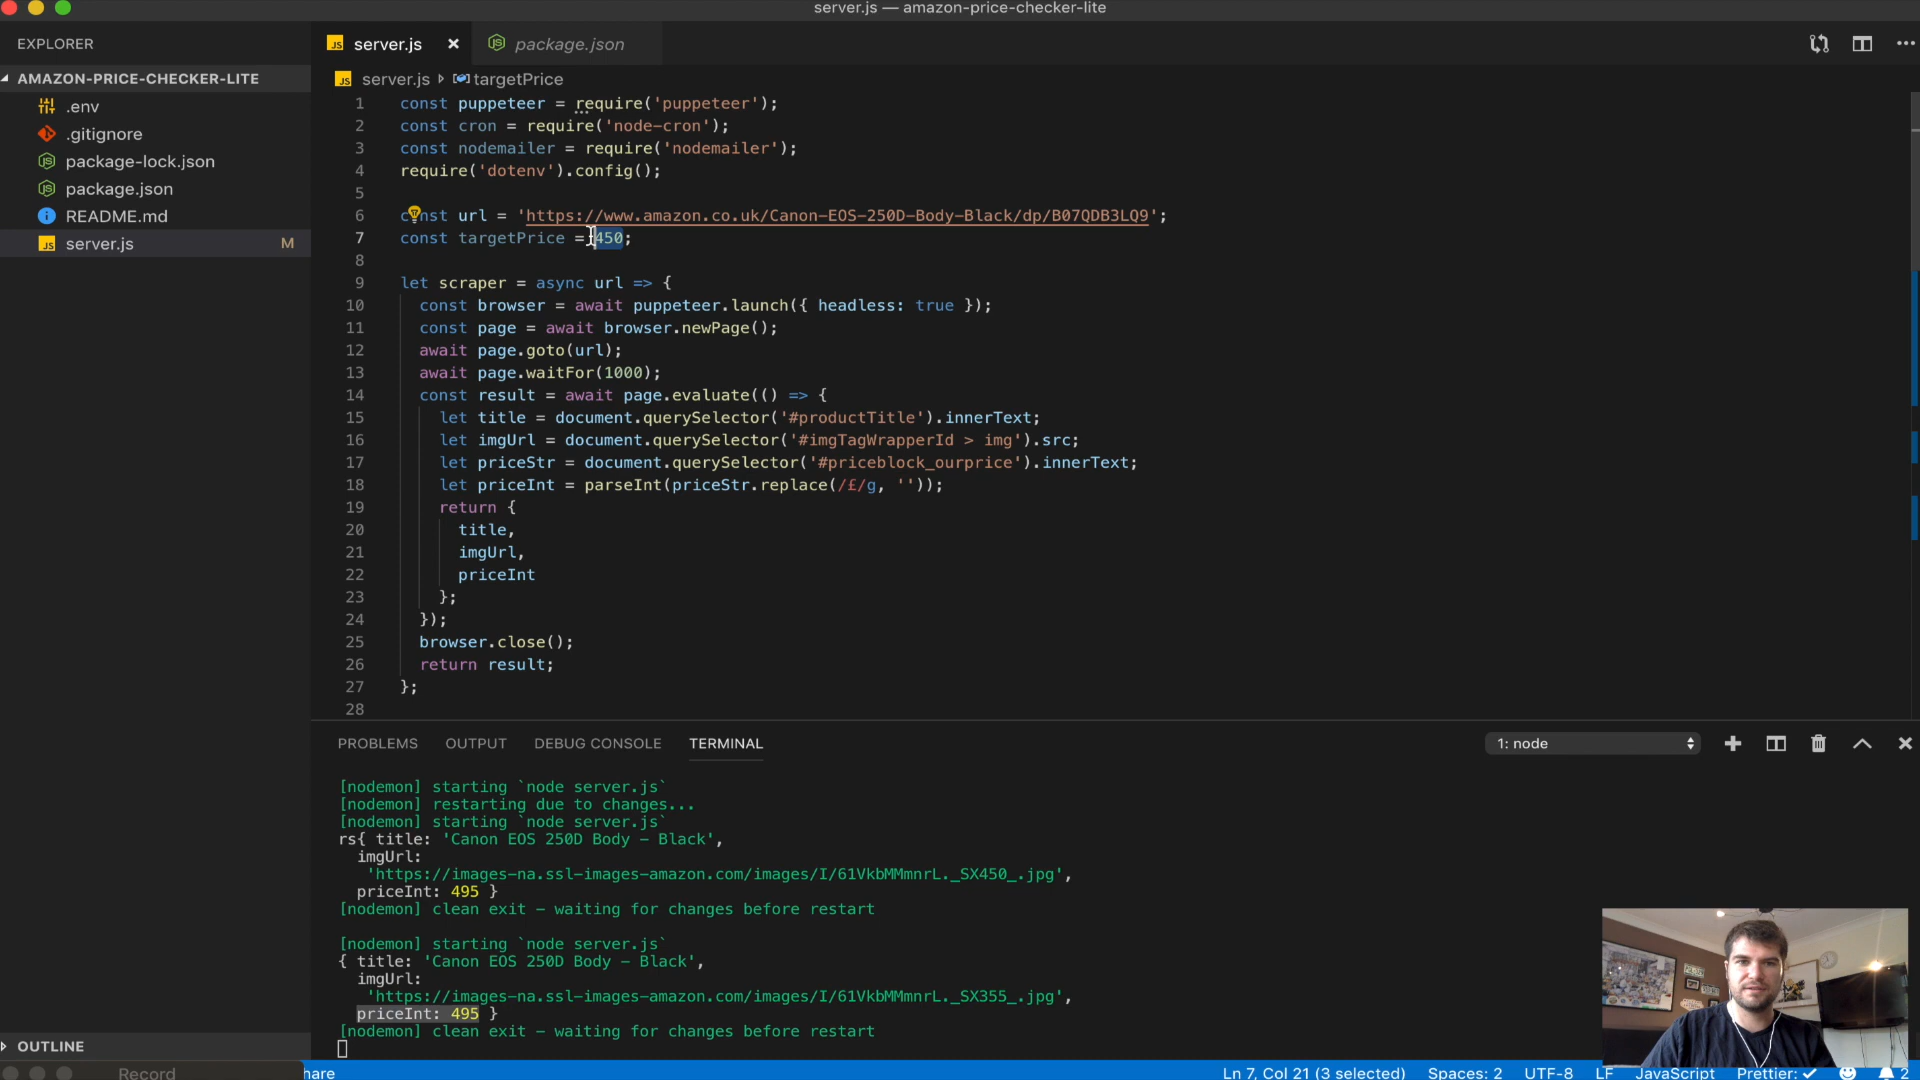 server.js — amazon-price-checker-lite
EXPLORER
AMAZON-PRICE-CHECKER-LITE
.env
.gitignore
package-lock.json
package.json
README.md
server.js M
OUTLINE
Record
server.js
package.json
server.js targetPrice
1 const puppeteer = require('puppeteer');
2 const cron = require('node-cron');
3 const nodemailer = require('nodemailer');
4 require('dotenv').config();
5
6 const url = 'https://www.amazon.co.uk/Canon-EOS-250D-Body-Black/dp/B07QDB3LQ9';
7 const targetPrice = 450;
8
9 let scraper = async url => {
10 const browser = await puppeteer.launch({ headless: true });
11 const page = await browser.newPage();
12 await page.goto(url);
13 await page.waitFor(1000);
14 const result = await page.evaluate(() => {
15 let title = document.querySelector('#productTitle').innerText;
16 let imgUrl = document.querySelector('#imgTagWrapperId > img').src;
17 let priceStr = document.querySelector('#priceblock_ourprice').innerText;
18 let priceInt = parseInt(priceStr.replace(/£/g, ''));
19 return {
20 title,
21 imgUrl,
22 priceInt
23 };
24 });
25 browser.close();
26 return result;
27 };
28
PROBLEMS OUTPUT DEBUG CONSOLE TERMINAL 1: node
[nodemon] starting `node server.js`
[nodemon] restarting due to changes...
[nodemon] starting `node server.js`
rs{ title: 'Canon EOS 250D Body – Black',
imgUrl:
'https://images-na.ssl-images-amazon.com/images/I/61VkbMMmnrL._SX450_.jpg',
priceInt: 495 }
[nodemon] clean exit – waiting for changes before restart
[nodemon] starting `node server.js`
{ title: 'Canon EOS 250D Body – Black',
imgUrl:
'https://images-na.ssl-images-amazon.com/images/I/61VkbMMmnrL._SX355_.jpg',
priceInt: 495 }
[nodemon] clean exit – waiting for changes before restart
hare Ln 7, Col 21 (3 selected) Spaces: 2 UTF-8 LF JavaScript Prettier: ✓ 2